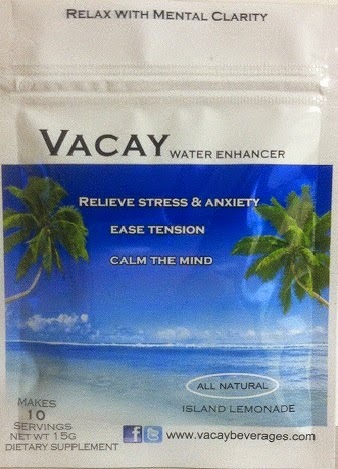 RELAX WITH MENTAL CLARITY
VACAY WATER ENHANCER
RELIEVE STRESS & ANXIETY
EASE TENSION
CALM THE MIND
ALL NATURAL
ISLAND LEMONADE
MAKES
10
SERVINGS
NET WT 15G
DIETARY SUPPLEMENT
f t www.vacaybeverages.com